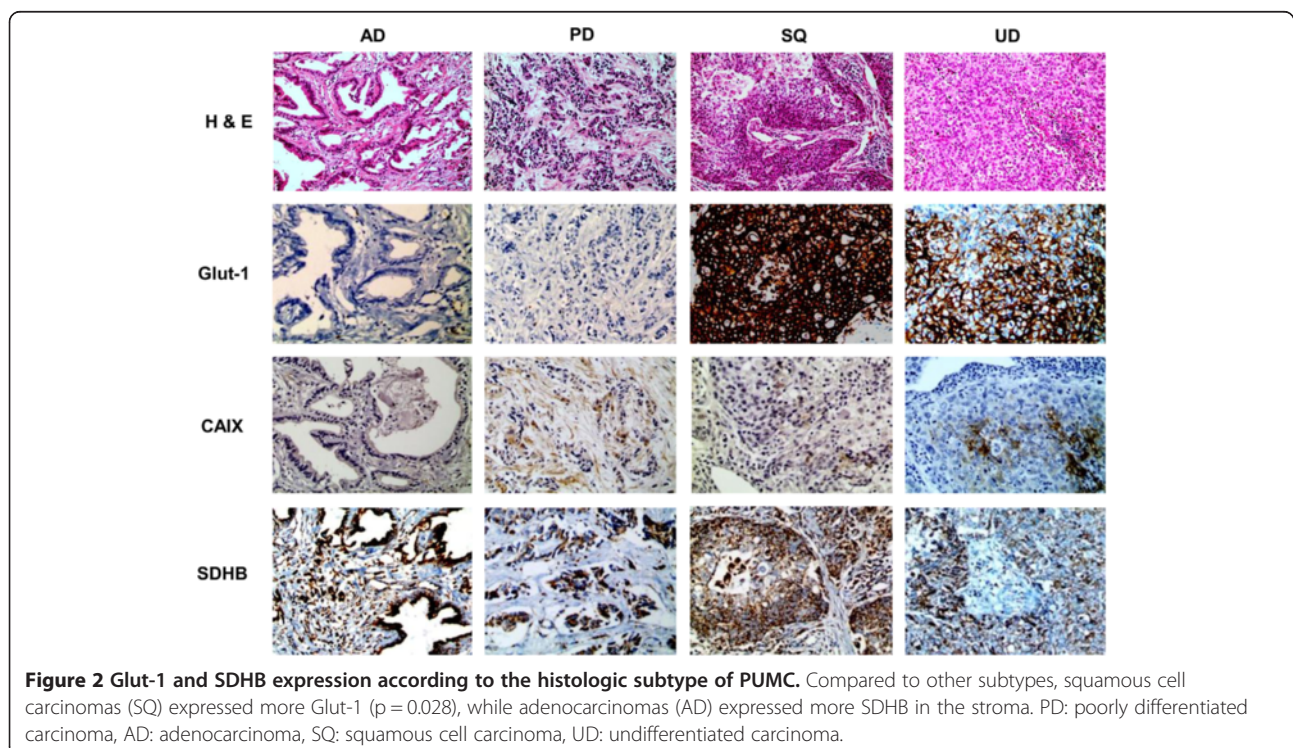 AD PD SQ UD
H & E
Glut-1
CAIX
SDHB
Figure 2 Glut-1 and SDHB expression according to the histologic subtype of PUMC. Compared to other subtypes, squamous cell
carcinomas (SQ) expressed more Glut-1 (p = 0.028), while adenocarcinomas (AD) expressed more SDHB in the stroma. PD: poorly differentiated
carcinoma, AD: adenocarcinoma, SQ: squamous cell carcinoma, UD: undifferentiated carcinoma.